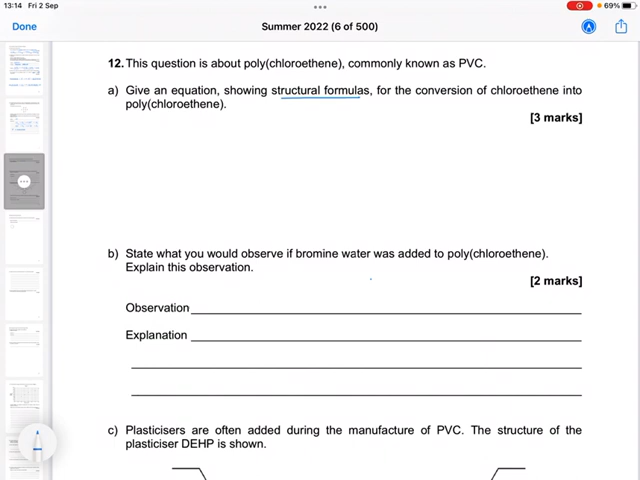 13:14 Fri 2 Sep
69%
Done
Summer 2022 (6 of 500)
12. This question is about poly(chloroethene), commonly known as PVC.
a) Give an equation, showing structural formulas, for the conversion of chloroethene into
poly(chloroethene).
[3 marks]
b) State what you would observe if bromine water was added to poly(chloroethene).
Explain this observation.
[2 marks]
Observation
Explanation
c) Plasticisers are often added during the manufacture of PVC. The structure of the
plasticiser DEHP is shown.